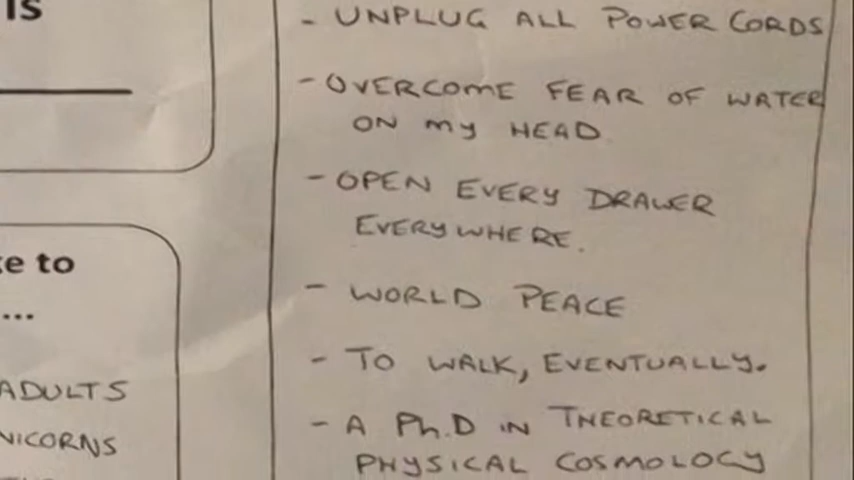 is
- UNPLUG ALL POWER CORDS
- OVERCOME FEAR OF WATER
ON my HEAD
- OPEN EVERY DRAWER
EVERYWHERE.
- WORLD PEACE
- TO WALK, EVENTUALLY.
- A Ph.D IN THEORETICAL
PHYSICAL COSMOLOGY
to
...
ADULTS